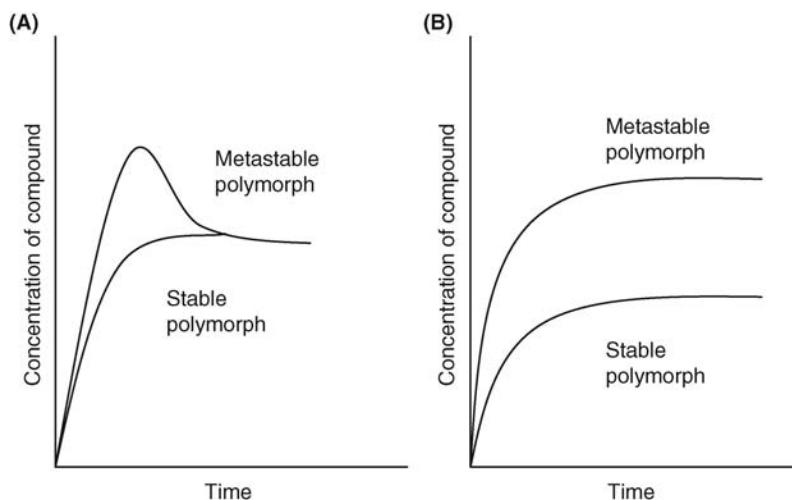 (A)
Concentration of compound
Metastable
polymorph
Stable
polymorph
Time
(B)
Concentration of compound
Metastable
polymorph
Stable
polymorph
Time